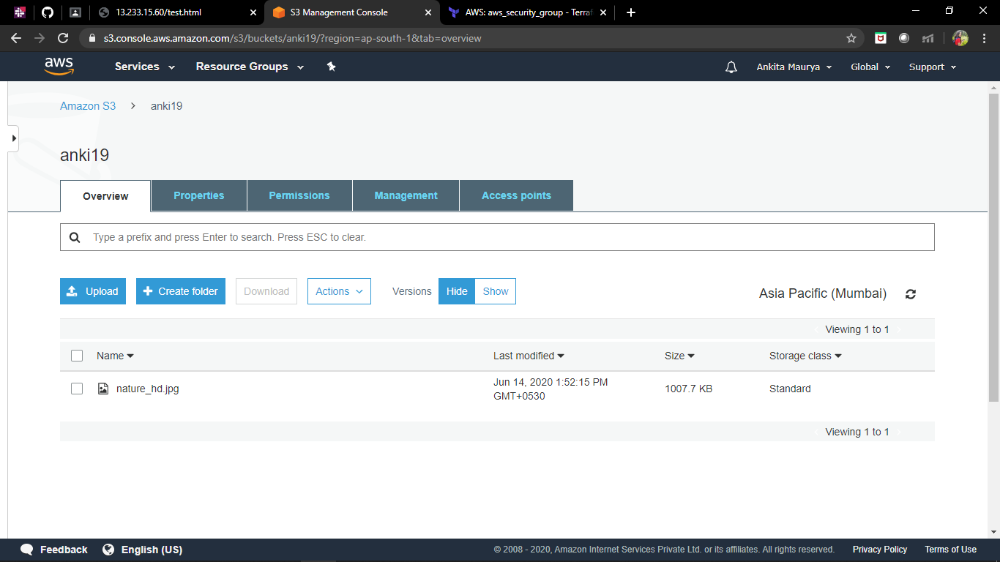 13.233.15.60/test.html
S3 Management Console
AWS: aws_security_group - Terraf
s3.console.aws.amazon.com/s3/buckets/anki19/?region=ap-south-1&tab=overview
aws Services Resource Groups Ankita Maurya Global Support
Amazon S3 anki19
anki19
Overview Properties Permissions Management Access points
Type a prefix and press Enter to search. Press ESC to clear.
Upload Create folder Download Actions Versions Hide Show Asia Pacific (Mumbai)
Viewing 1 to 1
Name Last modified Size Storage class
nature_hd.jpg Jun 14, 2020 1:52:15 PM 1007.7 KB Standard
GMT+0530
Viewing 1 to 1
Feedback English (US) © 2008 - 2020, Amazon Internet Services Private Ltd. or its affiliates. All rights reserved. Privacy Policy Terms of Use